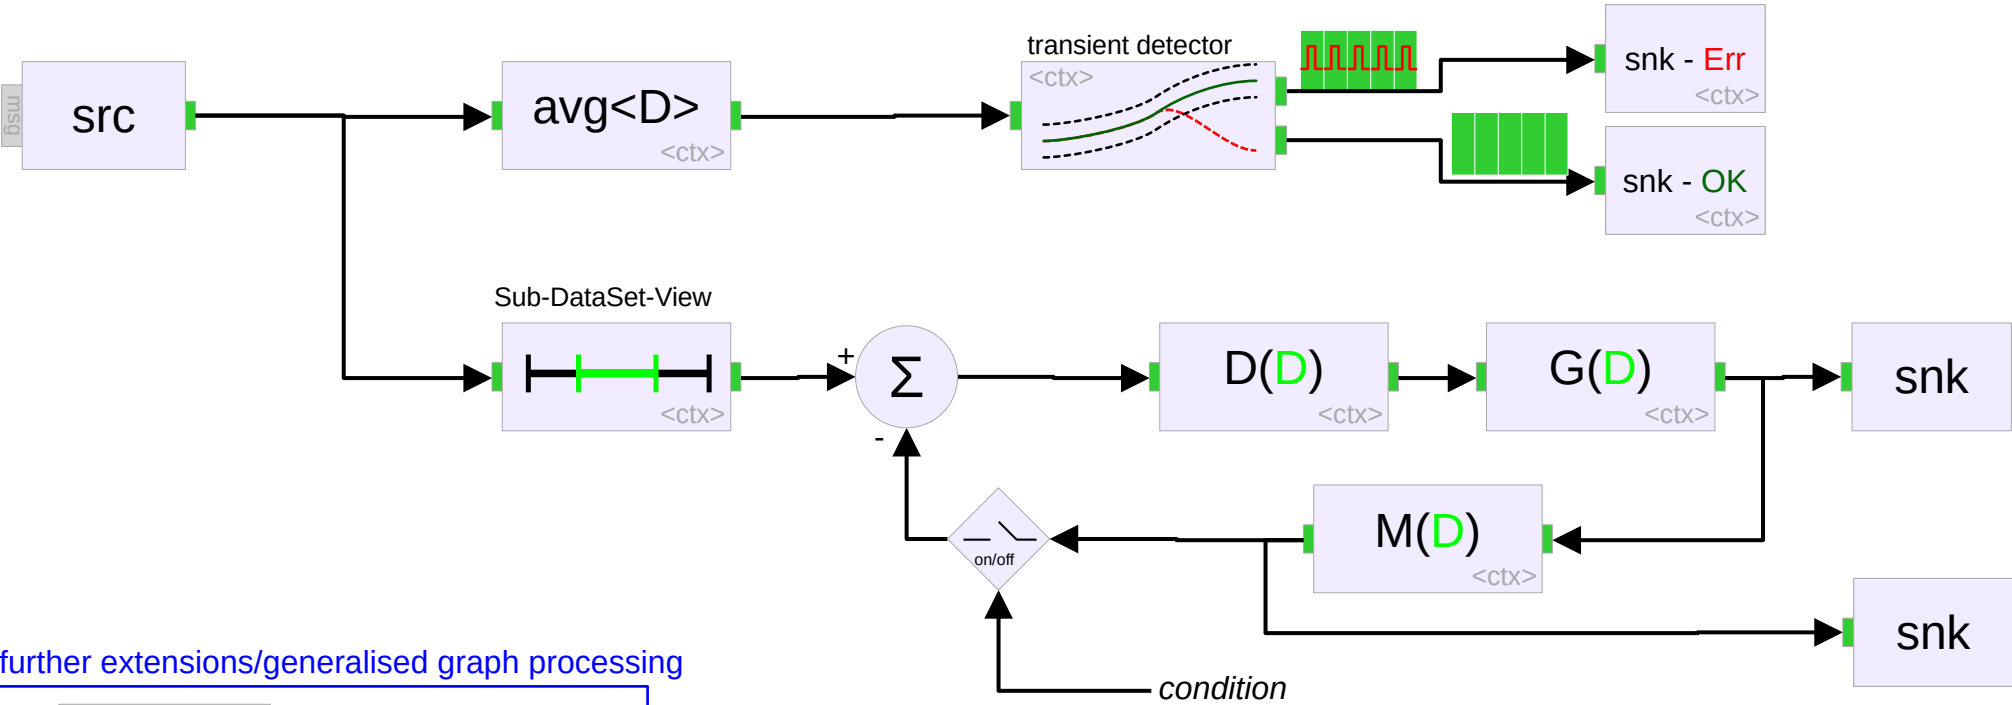 transient detector
msg
src
avg<D>
<ctx>
<ctx>
snk - Err
<ctx>
snk - OK
<ctx>
Sub-DataSet-View
<ctx>
+
Σ
-
D(D)
<ctx>
G(D)
<ctx>
snk
on/off
M(D)
<ctx>
snk
condition
further extensions/generalised graph processing